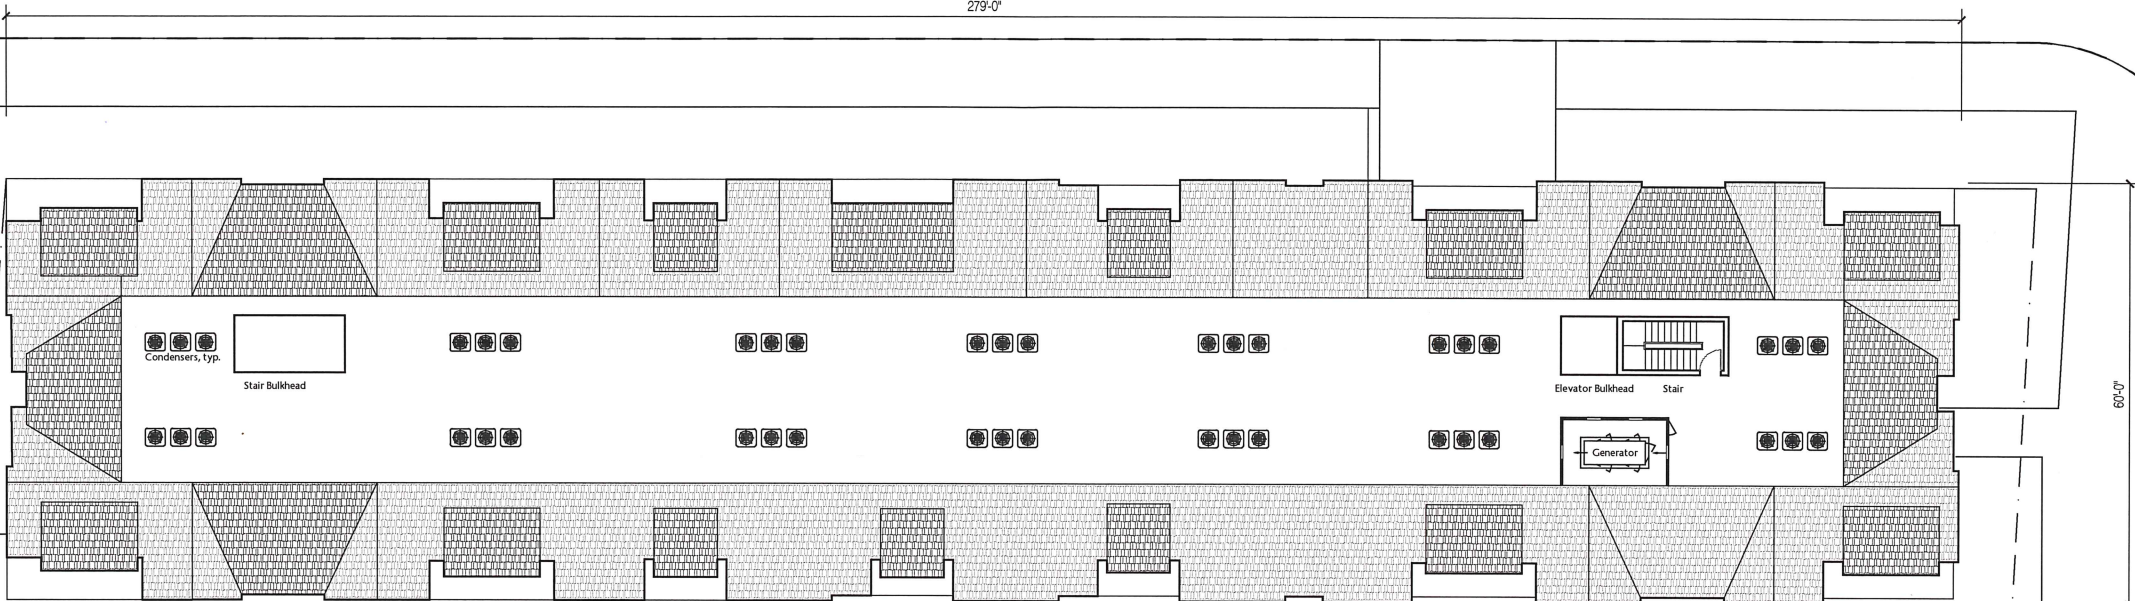 279'-0"
Condensers, typ.
Stair Bulkhead
Elevator Bulkhead
Stair
60'-0"
Generator